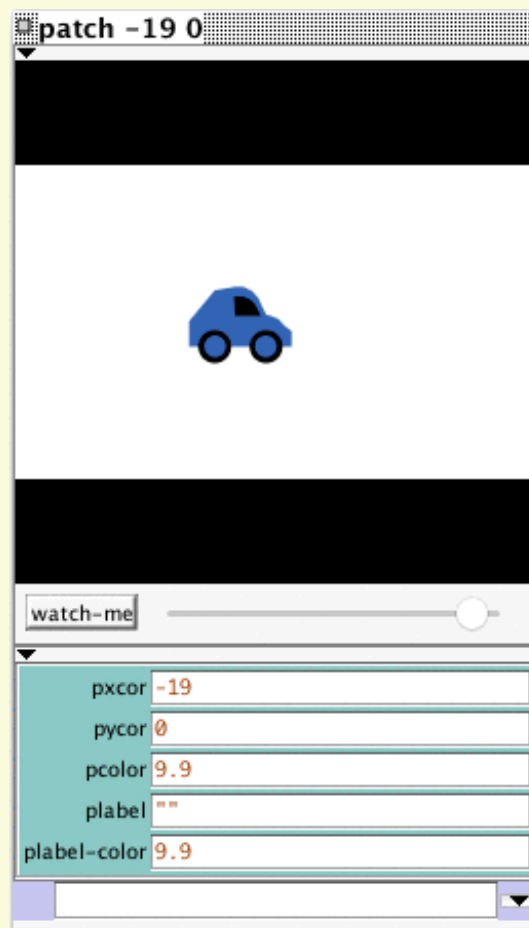 patch -19 0
watch-me
pxcor -19
pycor 0
pcolor 9.9
plabel ""
plabel-color 9.9